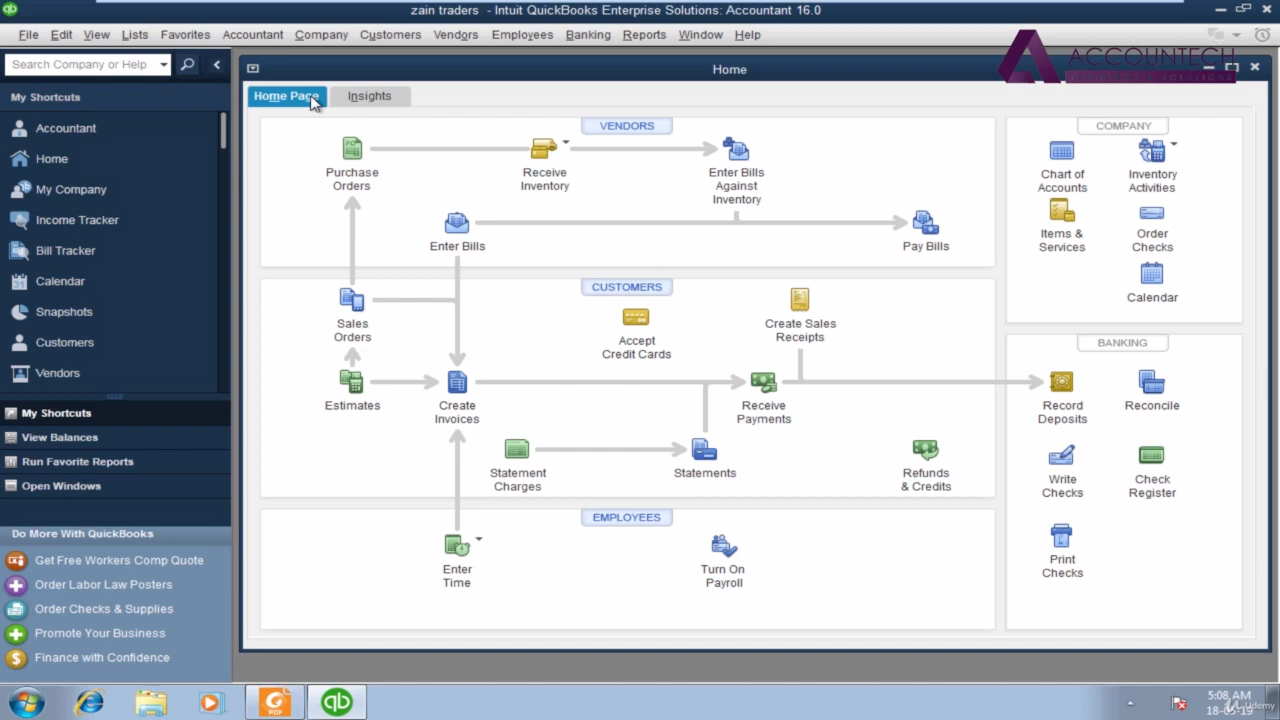 zain traders - Intuit QuickBooks Enterprise Solutions: Accountant 16.0
File Edit View Lists Favorites Accountant Company Customers Vendors Employees Banking Reports Window Help
Search Company or Help
My Shortcuts
Accountant
Home
My Company
Income Tracker
Bill Tracker
Calendar
Snapshots
Customers
Vendors
My Shortcuts
View Balances
Run Favorite Reports
Open Windows
Do More With QuickBooks
Get Free Workers Comp Quote
Order Labor Law Posters
Order Checks & Supplies
Promote Your Business
Finance with Confidence
Home
ACCOUNTECH
Home Page Insights
VENDORS
Purchase
Orders
Receive
Inventory
Enter Bills
Against
Inventory
Enter Bills
Pay Bills
CUSTOMERS
Sales
Orders
Accept
Credit Cards
Create Sales
Receipts
Estimates
Create
Invoices
Receive
Payments
Statement
Charges
Statements
Refunds
& Credits
EMPLOYEES
Enter
Time
Turn On
Payroll
COMPANY
Chart of
Accounts
Inventory
Activities
Items &
Services
Order
Checks
Calendar
BANKING
Record
Deposits
Reconcile
Write
Checks
Check
Register
Print
Checks
PDF
qb
5:08 AM
Udemy